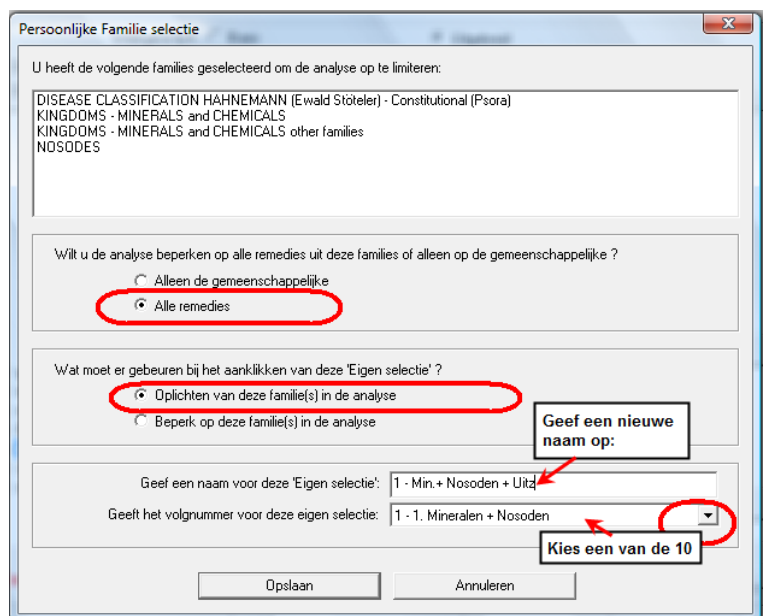 Persoonlijke Familie selectie
U heeft de volgende families geselecteerd om de analyse op te limiteren:
DISEASE CLASSIFICATION HAHNEMANN (Ewald Stöteler) - Constitutional (Psora)
KINGDOMS - MINERALS and CHEMICALS
KINGDOMS - MINERALS and CHEMICALS other families
NOSODES
Wilt u de analyse beperken op alle remedies uit deze families of alleen op de gemeenschappelijke ?
Alleen de gemeenschappelijke
Alle remedies
Wat moet er gebeuren bij het aanklikken van deze 'Eigen selectie' ?
Oplichten van deze familie(s) in de analyse
Beperk op deze familie(s) in de analyse
Geef een nieuwe
naam op:
Geef een naam voor deze 'Eigen selectie': 1 - Min.+ Nosoden + Uitz
Geeft het volgnummer voor deze eigen selectie: 1 - 1. Mineralen + Nosoden
Kies een van de 10
Opslaan Annuleren